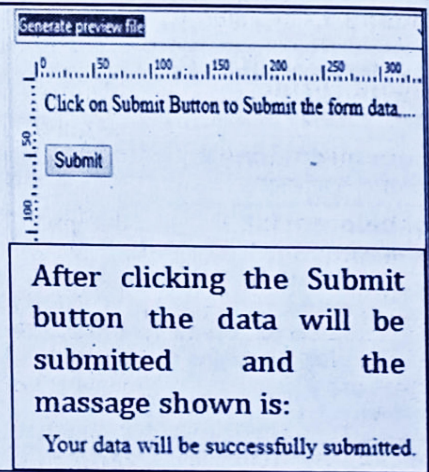 Generate preview file
0 50 100 150 200 250 300
Click on Submit Button to Submit the form data....
50
Submit
100
After clicking the Submit
button the data will be
submitted and the
massage shown is:
Your data will be successfully submitted.